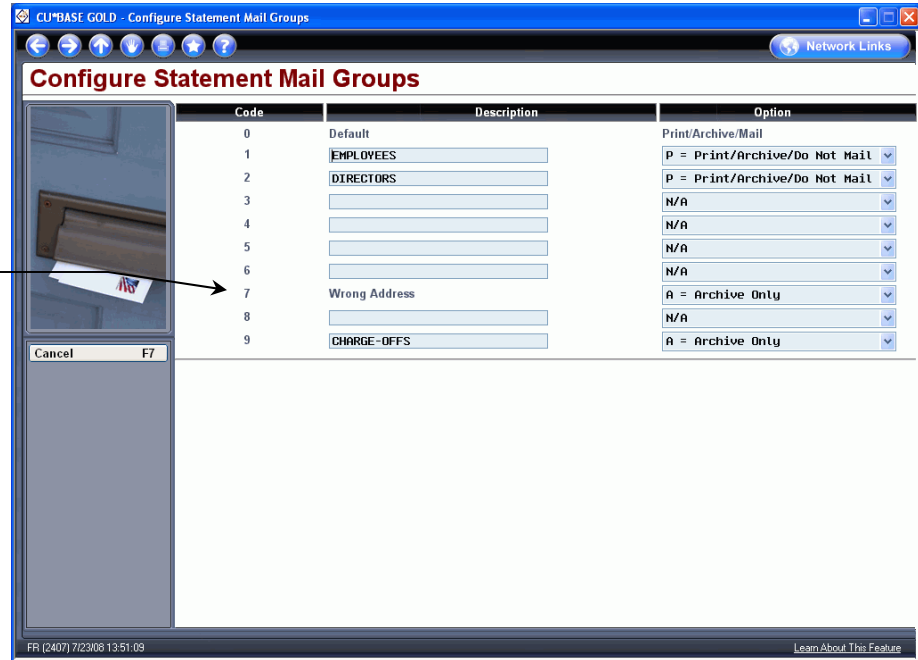 CU*BASE GOLD - Configure Statement Mail Groups
Network Links
Configure Statement Mail Groups
Code Description Option
0 Default Print/Archive/Mail
1 EMPLOYEES P = Print/Archive/Do Not Mail
2 DIRECTORS P = Print/Archive/Do Not Mail
3 N/A
4 N/A
5 N/A
6 N/A
7 Wrong Address A = Archive Only
8 N/A
9 CHARGE-OFFS A = Archive Only
Cancel F7
FR (2407) 7/23/08 13:51:09 Learn About This Feature